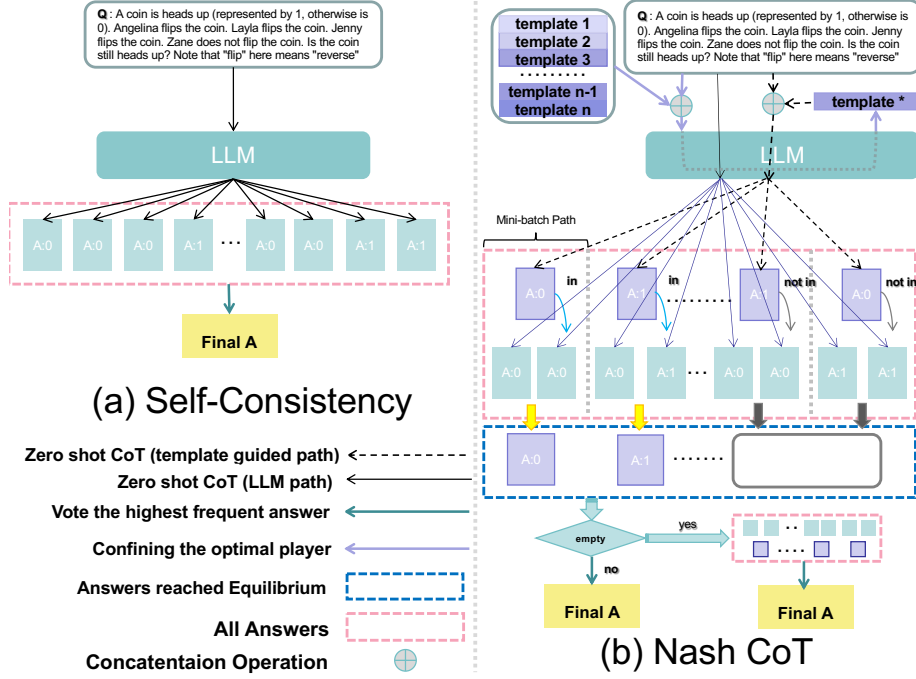 Q : A coin is heads up (represented by 1, otherwise is
0). Angelina flips the coin. Layla flips the coin. Jenny
flips the coin. Zane does not flip the coin. Is the coin
still heads up? Note that "flip" here means "reverse"
LLM
A:0
A:0
A:0
A:1
...
A:0
A:0
A:1
A:1
Final A
(a) Self-Consistency
Zero shot CoT (template guided path)
Zero shot CoT (LLM path)
Vote the highest frequent answer
Confining the optimal player
Answers reached Equilibrium
All Answers
Concatentaion Operation
template 1
template 2
template 3
.........
template n-1
template n
Q : A coin is heads up (represented by 1, otherwise is
0). Angelina flips the coin. Layla flips the coin. Jenny
flips the coin. Zane does not flip the coin. Is the coin
still heads up? Note that "flip" here means "reverse"
template *
LLM
Mini-batch Path
A:0
in
A:1
in
.........
A:1
not in
A:0
not in
A:0
A:0
A:0
A:1
...
A:0
A:0
A:1
A:1
A:0
A:1
.......
empty
yes
no
Final A
Final A
(b) Nash CoT